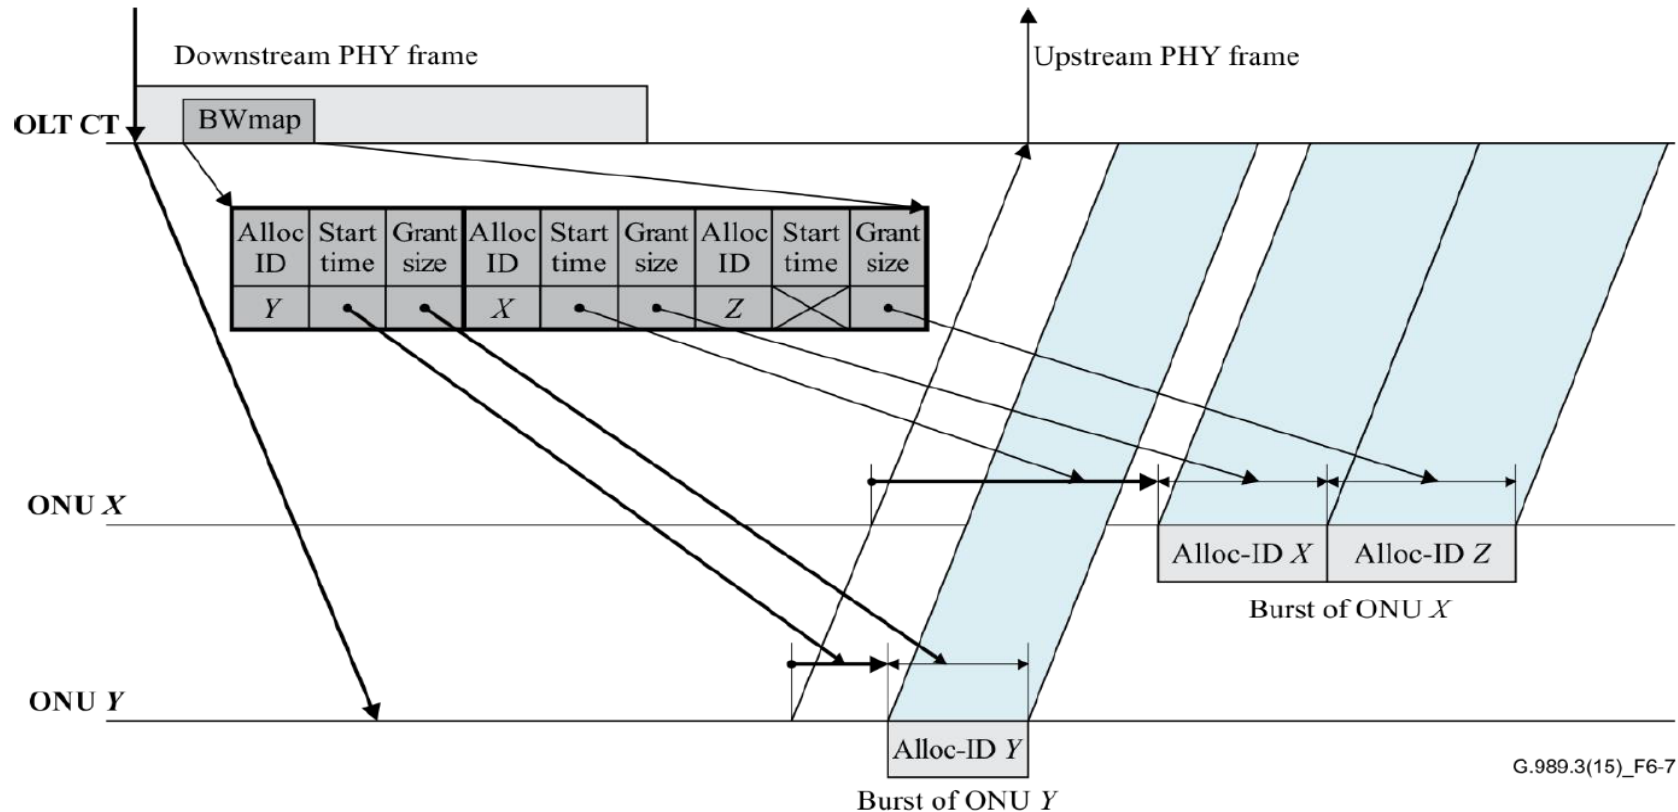 Downstream PHY frame
Upstream PHY frame
OLT CT
BWmap
Alloc ID
Start time
Grant size
Alloc ID
Start time
Grant size
Alloc ID
Start time
Grant size
Y
X
Z
ONU X
Alloc-ID X
Alloc-ID Z
Burst of ONU X
ONU Y
Alloc-ID Y
Burst of ONU Y
G.989.3(15)_F6-7